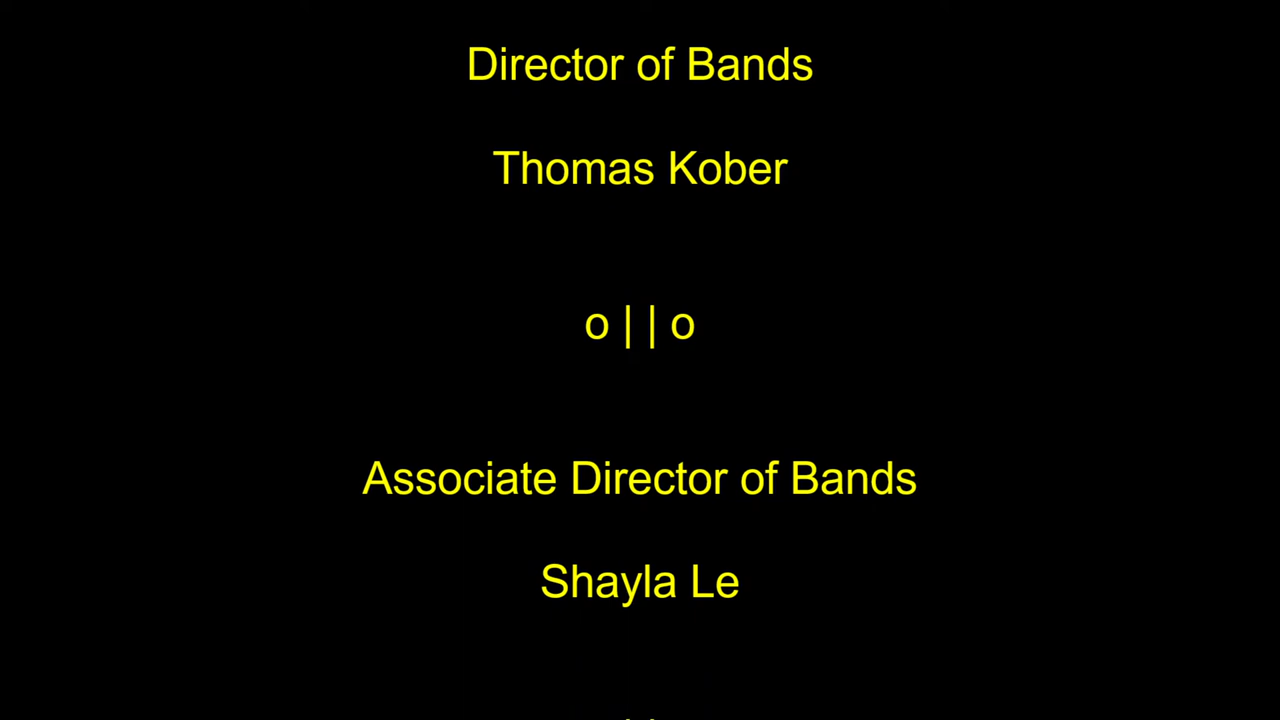 Director of Bands
Thomas Kober
o | | o
Associate Director of Bands
Shayla Le